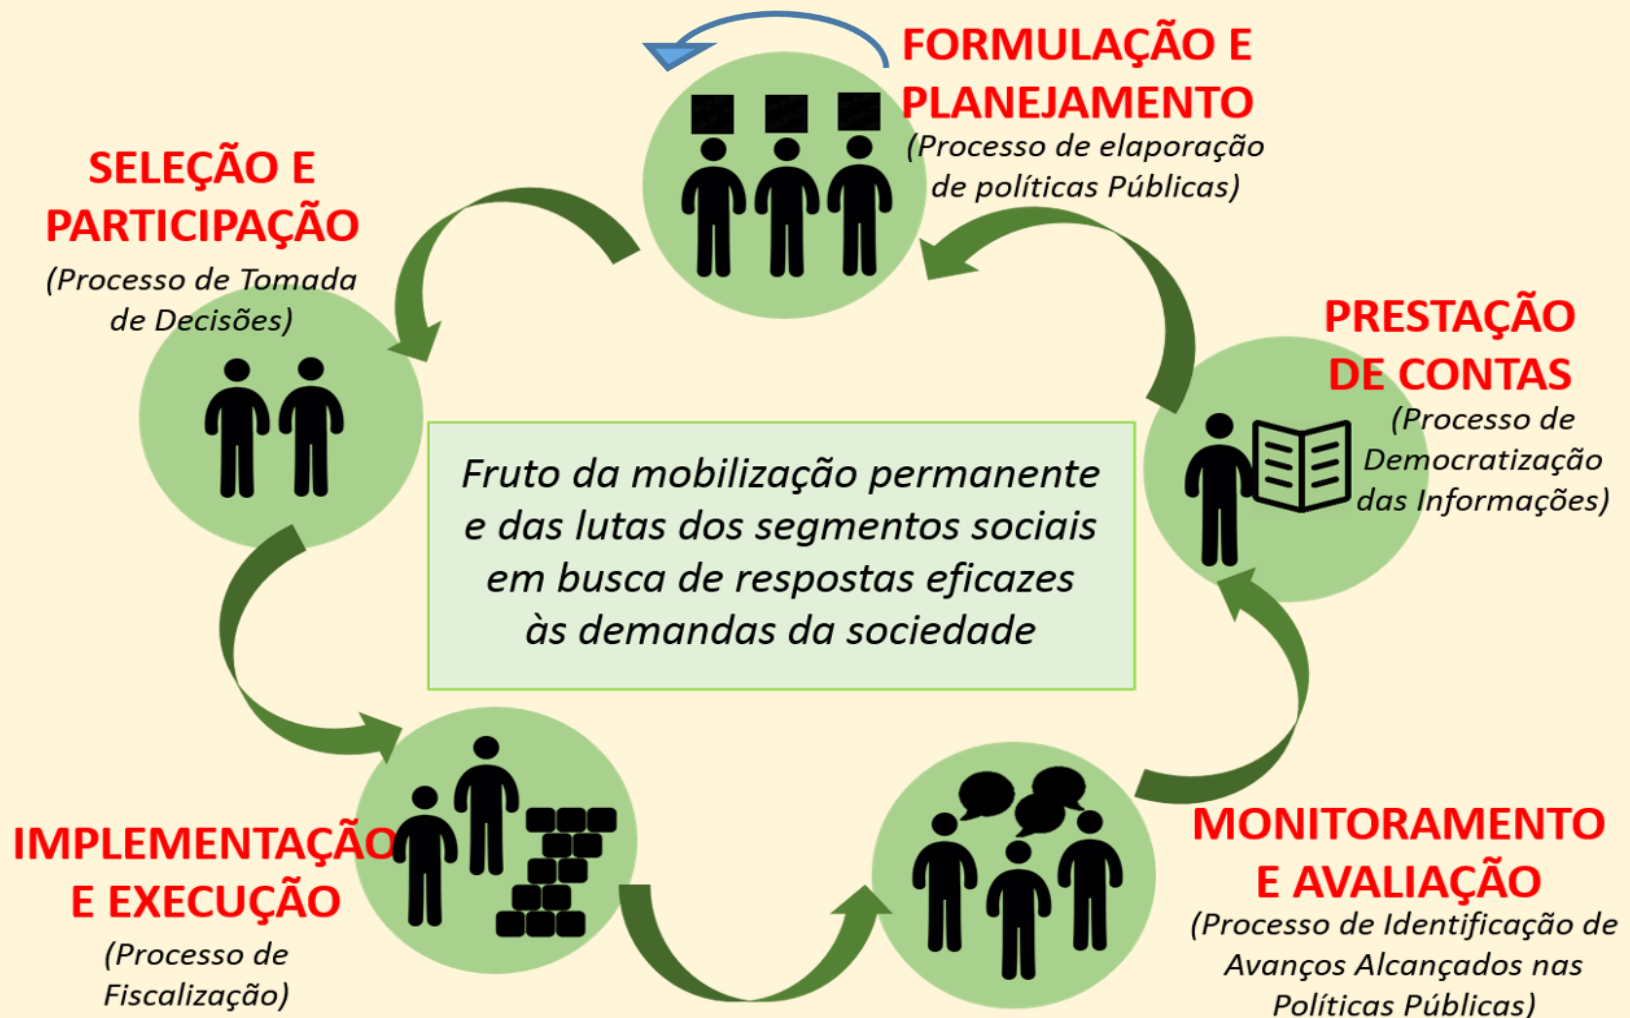 FORMULAÇÃO E
PLANEJAMENTO
(Processo de elaporação
de políticas Públicas)
SELEÇÃO E
PARTICIPAÇÃO
(Processo de Tomada
de Decisões)
PRESTAÇÃO
DE CONTAS
(Processo de
Democratização
das Informações)
Fruto da mobilização permanente
e das lutas dos segmentos sociais
em busca de respostas eficazes
às demandas da sociedade
IMPLEMENTAÇÃO
E EXECUÇÃO
(Processo de
Fiscalização)
MONITORAMENTO
E AVALIAÇÃO
(Processo de Identificação de
Avanços Alcançados nas
Políticas Públicas)